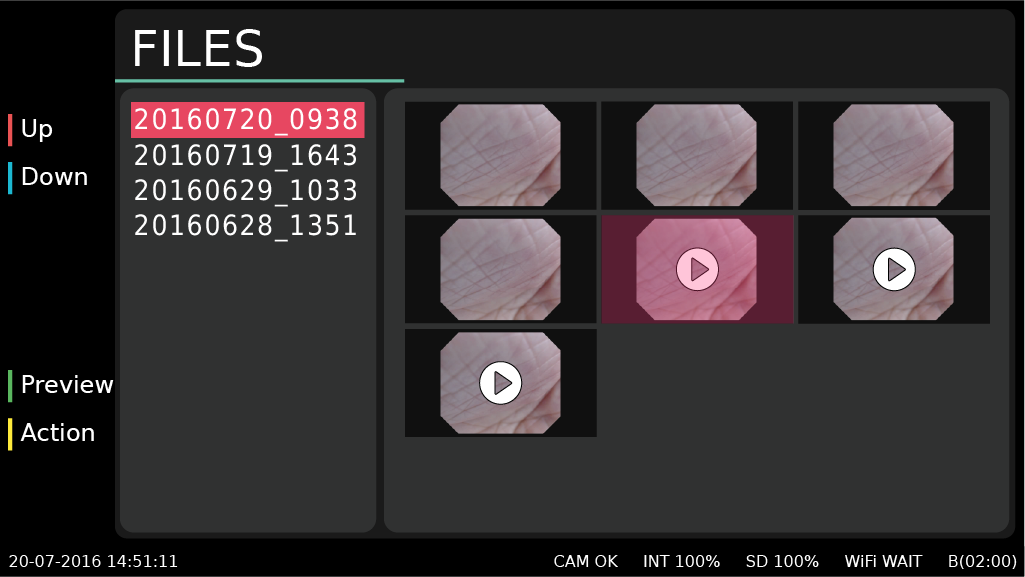 FILES
Up
Down
Preview
Action
20160720_0938
20160719_1643
20160629_1033
20160628_1351
20-07-2016 14:51:11 CAM OK INT 100% SD 100% WiFi WAIT B(02:00)